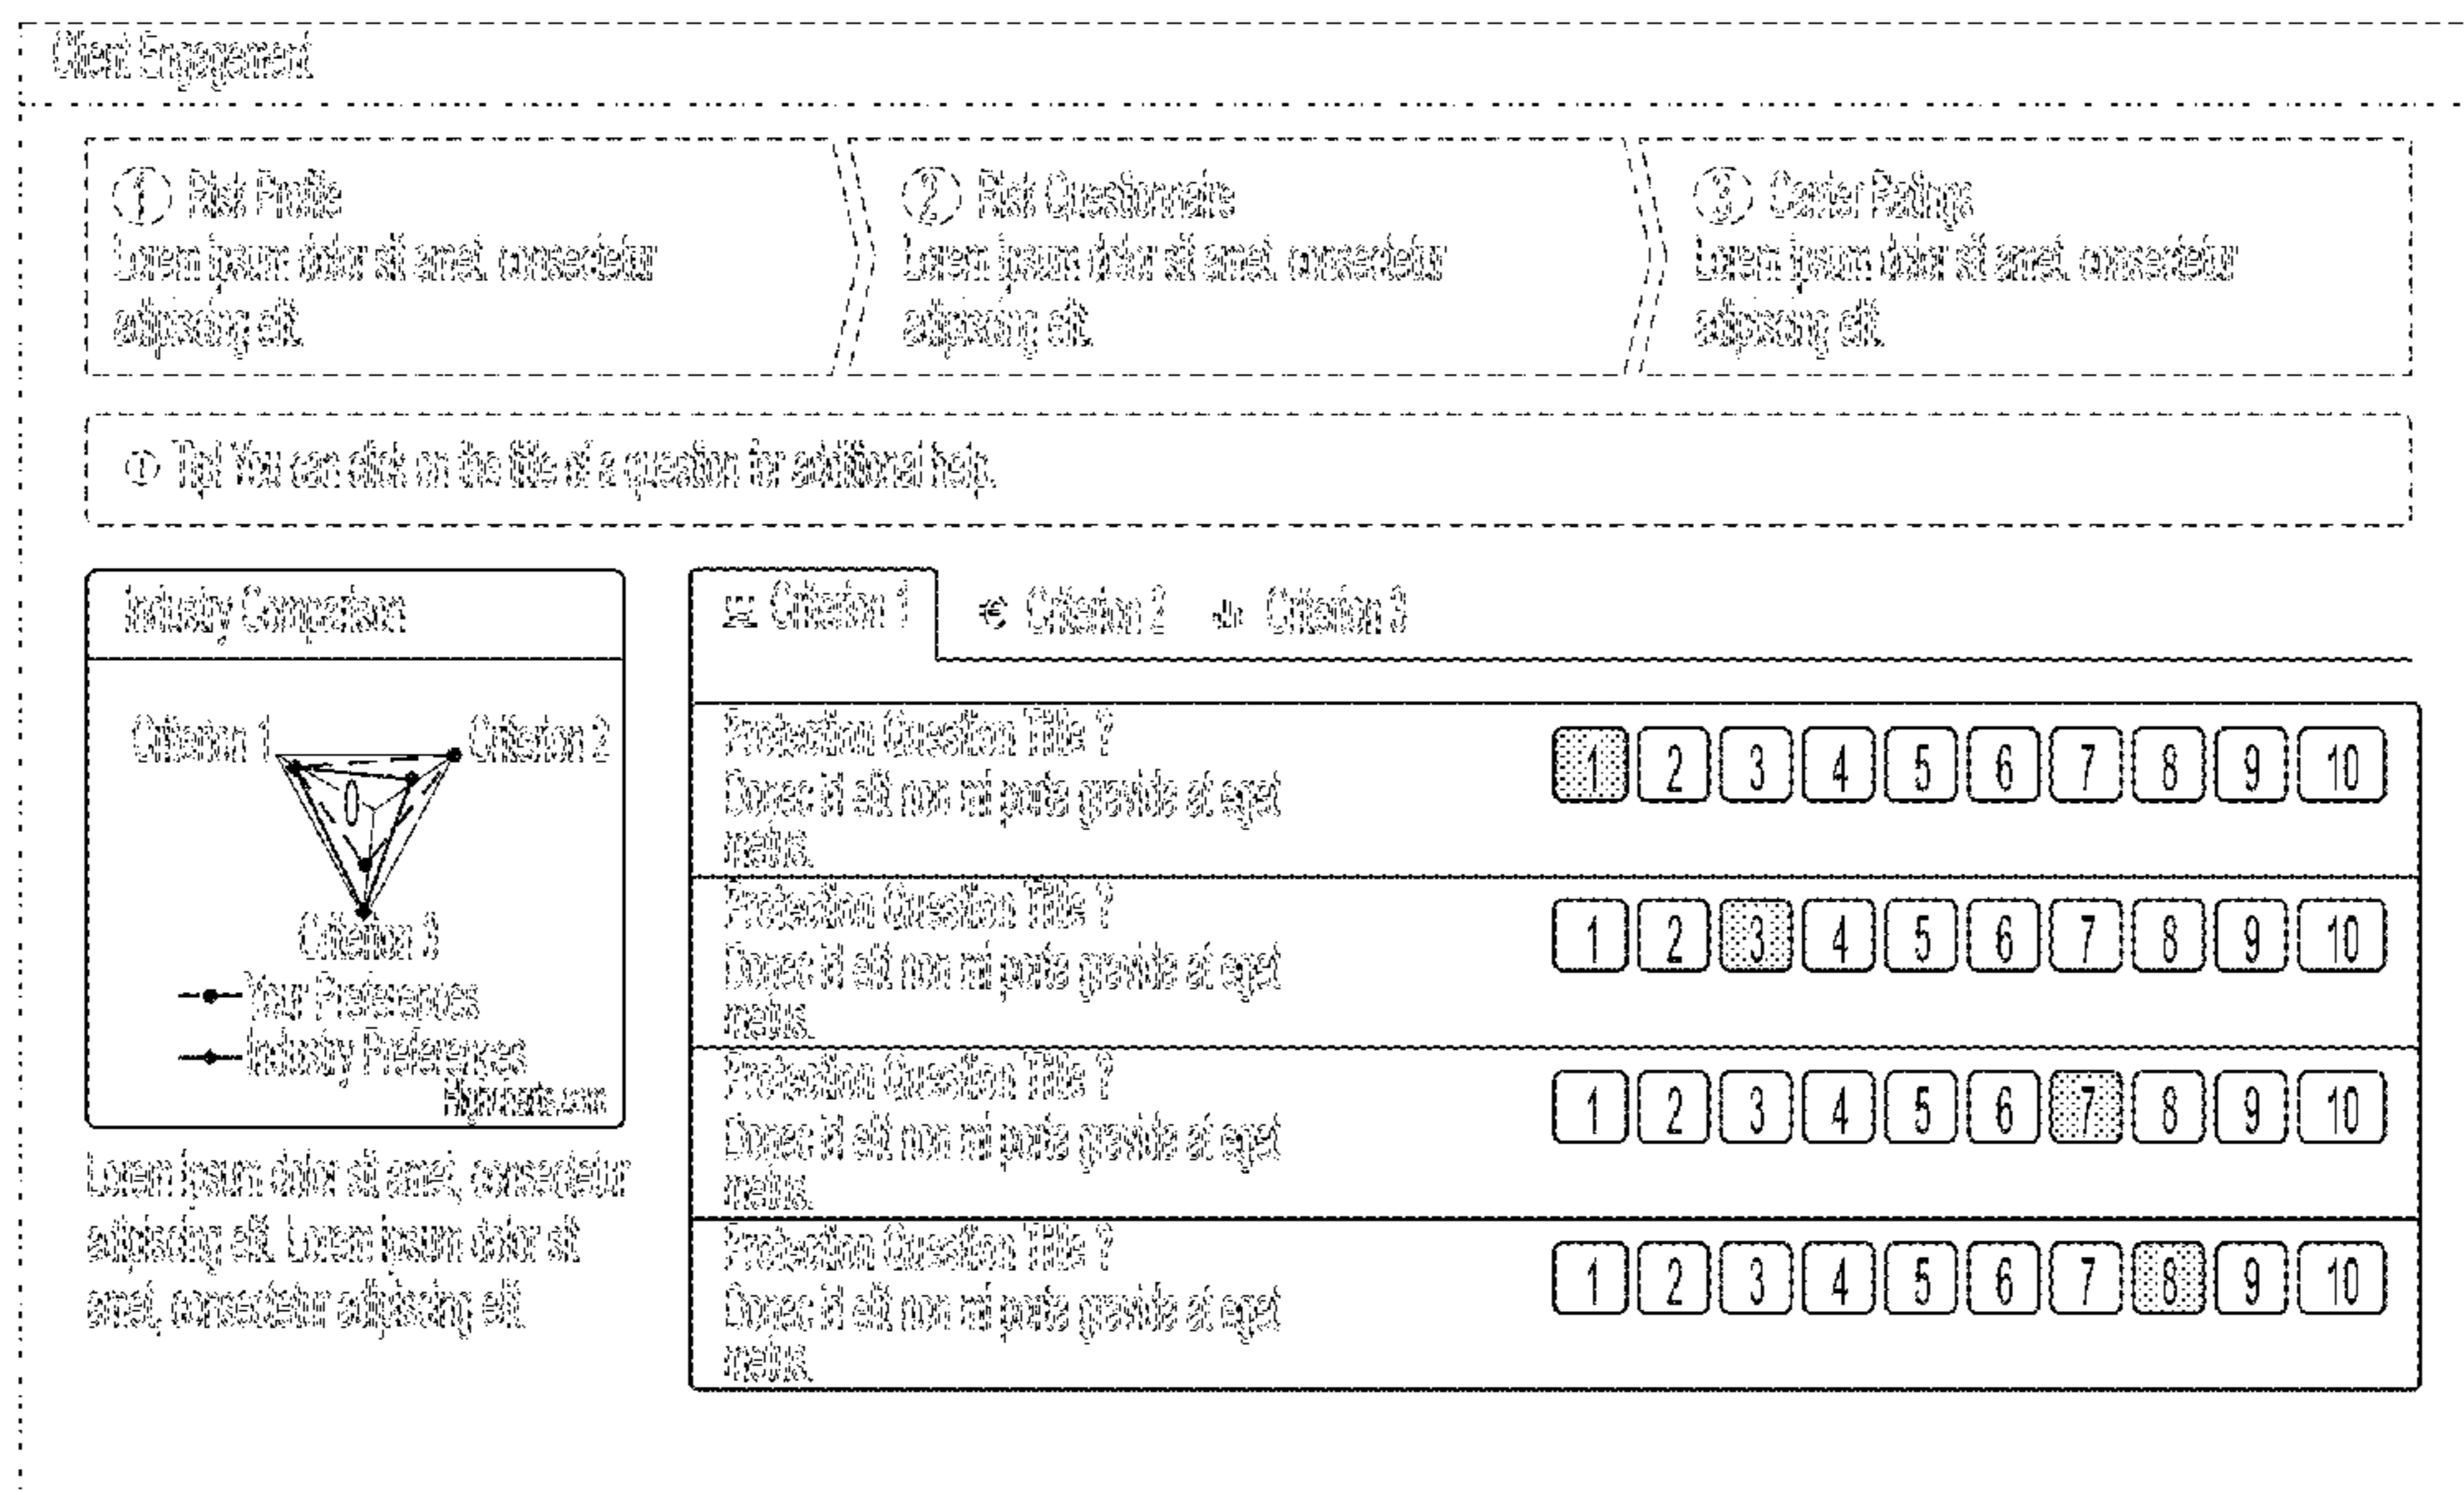 Client Engagement
1 Risk Profile
Lorem ipsum dolor sit amet, consectetur
adipiscing elit.
2 Risk Questionnaire
Lorem ipsum dolor sit amet, consectetur
adipiscing elit.
3 Carrier Ratings
Lorem ipsum dolor sit amet, consectetur
adipiscing elit.
Tip! You can click on the title of a question for additional help.
Industry Comparison
Criterion 1
Criterion 2
0
Criterion 3
Your Preferences
Industry Preferences
Highcharts.com
Lorem ipsum dolor sit amet, consectetur
adipiscing elit. Lorem ipsum dolor sit
amet, consectetur adipiscing elit.
Criterion 1 € Criterion 2 Criterion 3
Protection Question Title ?
Donec id elit non mi porta gravida at eget
metus.
1 2 3 4 5 6 7 8 9 10
Protection Question Title ?
Donec id elit non mi porta gravida at eget
metus.
1 2 3 4 5 6 7 8 9 10
Protection Question Title ?
Donec id elit non mi porta gravida at eget
metus.
1 2 3 4 5 6 7 8 9 10
Protection Question Title ?
Donec id elit non mi porta gravida at eget
metus.
1 2 3 4 5 6 7 8 9 10